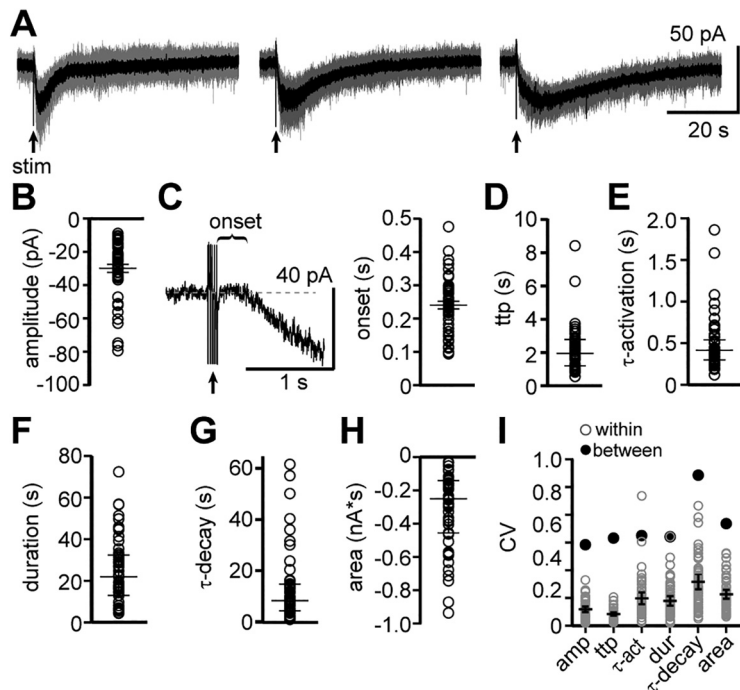 A
50 pA
20 s
stim
B
amplitude (pA)
0
-20
-40
-60
-80
-100
C
onset
40 pA
1 s
onset (s)
0.5
0.4
0.3
0.2
0.1
0
D
ttp (s)
10
8
6
4
2
0
E
τ-activation (s)
2.0
1.5
1.0
0.5
0
F
duration (s)
80
60
40
20
0
G
τ-decay (s)
60
40
20
10
0
H
area (nA*s)
0
-0.2
-0.4
-0.6
-0.8
-1.0
I
within
between
CV
1.0
0.8
0.6
0.4
0.2
0
amp
ttp
τ-act
dur
τ-decay
area